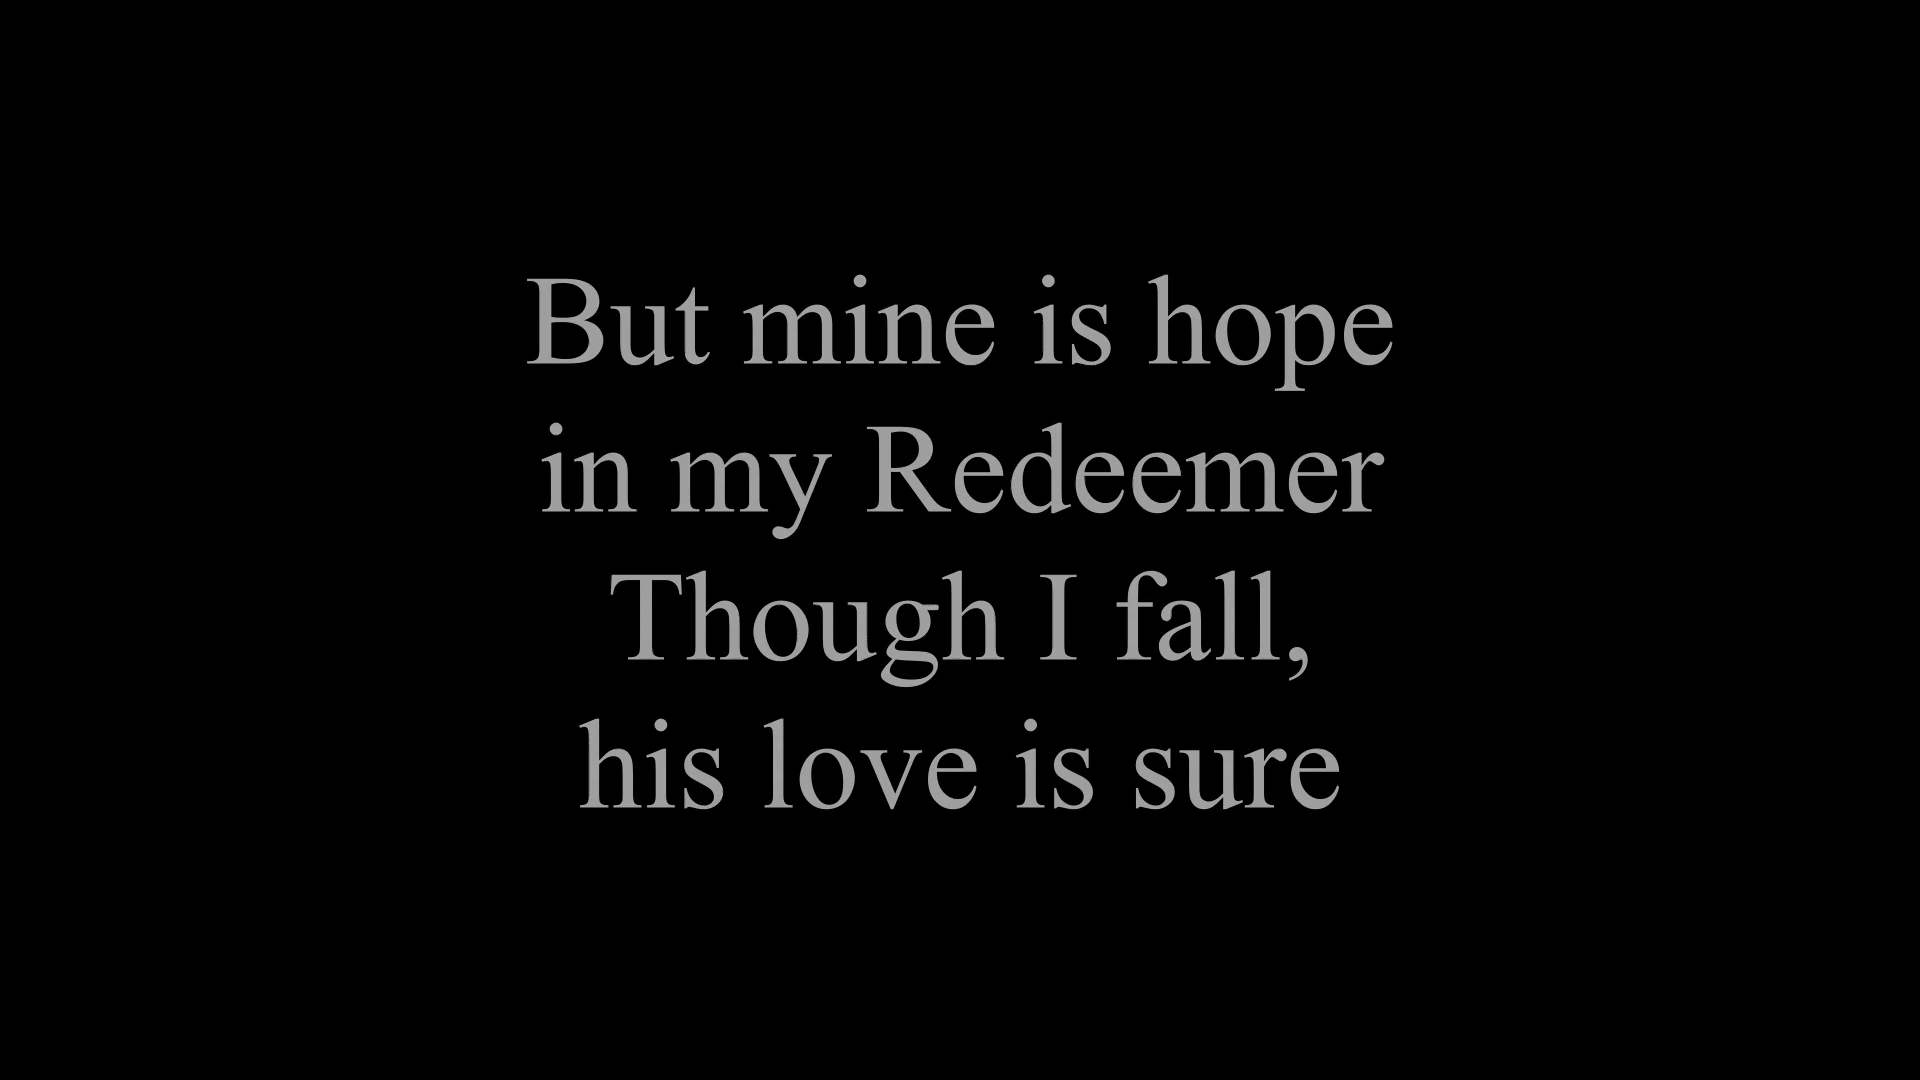 But mine is hope
in my Redeemer
Though I fall,
his love is sure